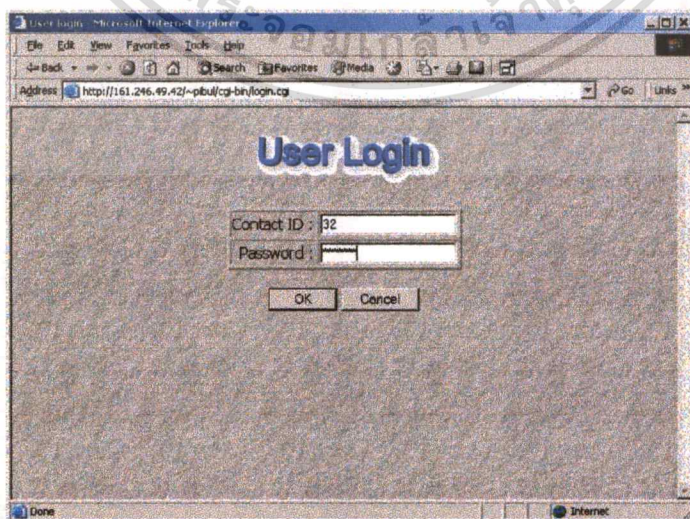 User login - Microsoft Internet Explorer
File Edit View Favorites Tools Help
Back Search Favorites Media
Address http://161.246.49.42/~pibul/cgi-bin/login.cgi Go Links »
User Login
Contact ID : 32
Password : ********
OK Cancel
Done Internet